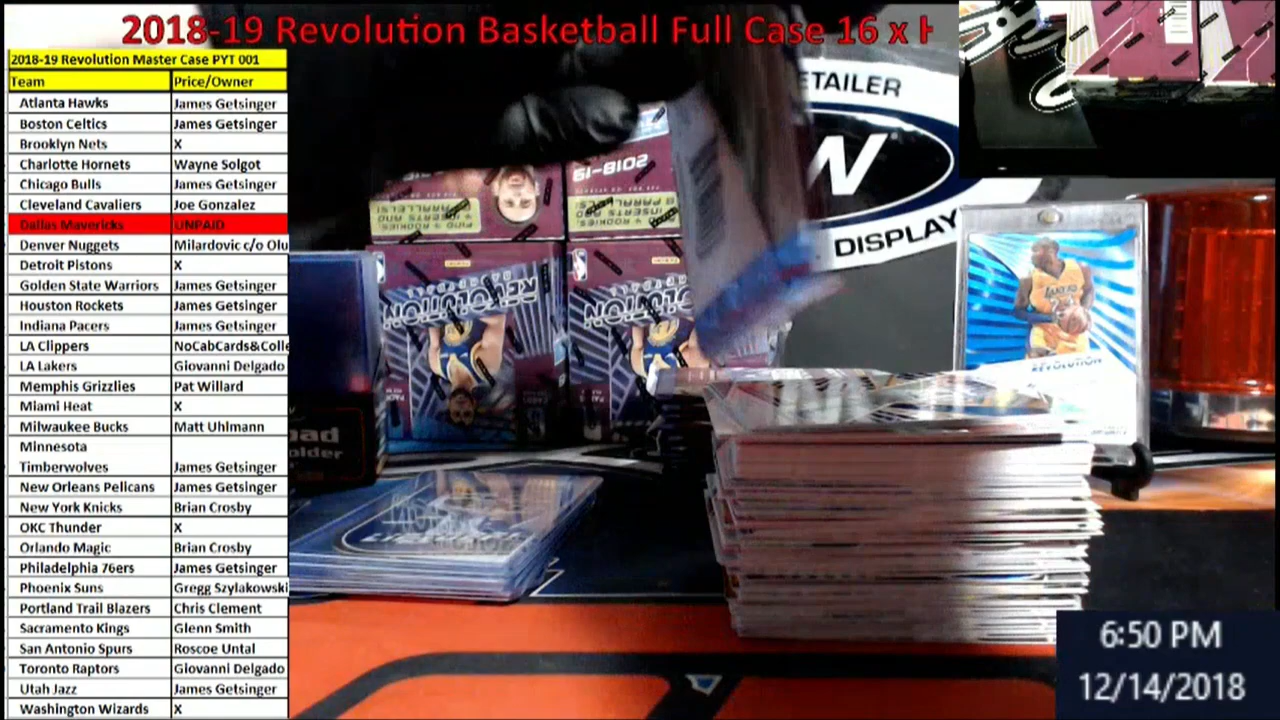 2018-19 Revolution Basketball Full Case 16 x
2018-19 Revolution Master Case PYT 001
Team Price/Owner
Atlanta Hawks James Getsinger
Boston Celtics James Getsinger
Brooklyn Nets X
Charlotte Hornets Wayne Solgot
Chicago Bulls James Getsinger
Cleveland Cavaliers Joe Gonzalez
Dallas Mavericks UNPAID
Denver Nuggets Milardovic c/o Olu
Detroit Pistons X
Golden State Warriors James Getsinger
Houston Rockets James Getsinger
Indiana Pacers James Getsinger
LA Clippers NoCabCards&Colle
LA Lakers Giovanni Delgado
Memphis Grizzlies Pat Willard
Miami Heat X
Milwaukee Bucks Matt Uhlmann
Minnesota
Timberwolves James Getsinger
New Orleans Pelicans James Getsinger
New York Knicks Brian Crosby
OKC Thunder X
Orlando Magic Brian Crosby
Philadelphia 76ers James Getsinger
Phoenix Suns Gregg Szylakowski
Portland Trail Blazers Chris Clement
Sacramento Kings Glenn Smith
San Antonio Spurs Roscoe Untal
Toronto Raptors Giovanni Delgado
Utah Jazz James Getsinger
Washington Wizards X
ETAILER
W
DISPLAY
2018-19
REVOLUTION
REVOLUTION
LAKERS
REVOLUTION
6:50 PM
12/14/2018